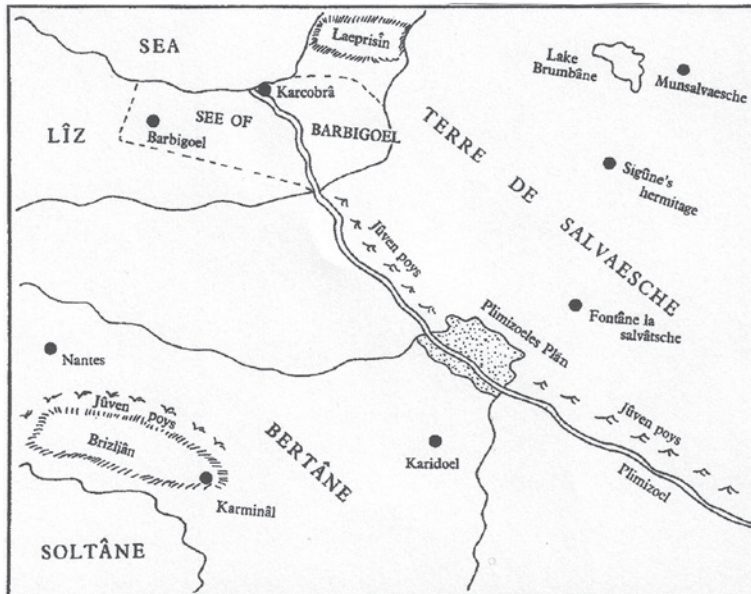 SEA
Laeprisîn
Lake
Brumbâne
Munsalvaesche
Karcobrâ
SEE OF
BARBIGOEL
LÎZ
Barbigoel
TERRE DE SALVAESCHE
Sigûne's
hermitage
Jûven poys
Plimizoeles Plân
Fontâne la
salvâtsche
Nantes
Jûven poys
Jûven poys
Brizljân
BERTÂNE
Karidoel
Karminâl
Plimizoel
SOLTÂNE